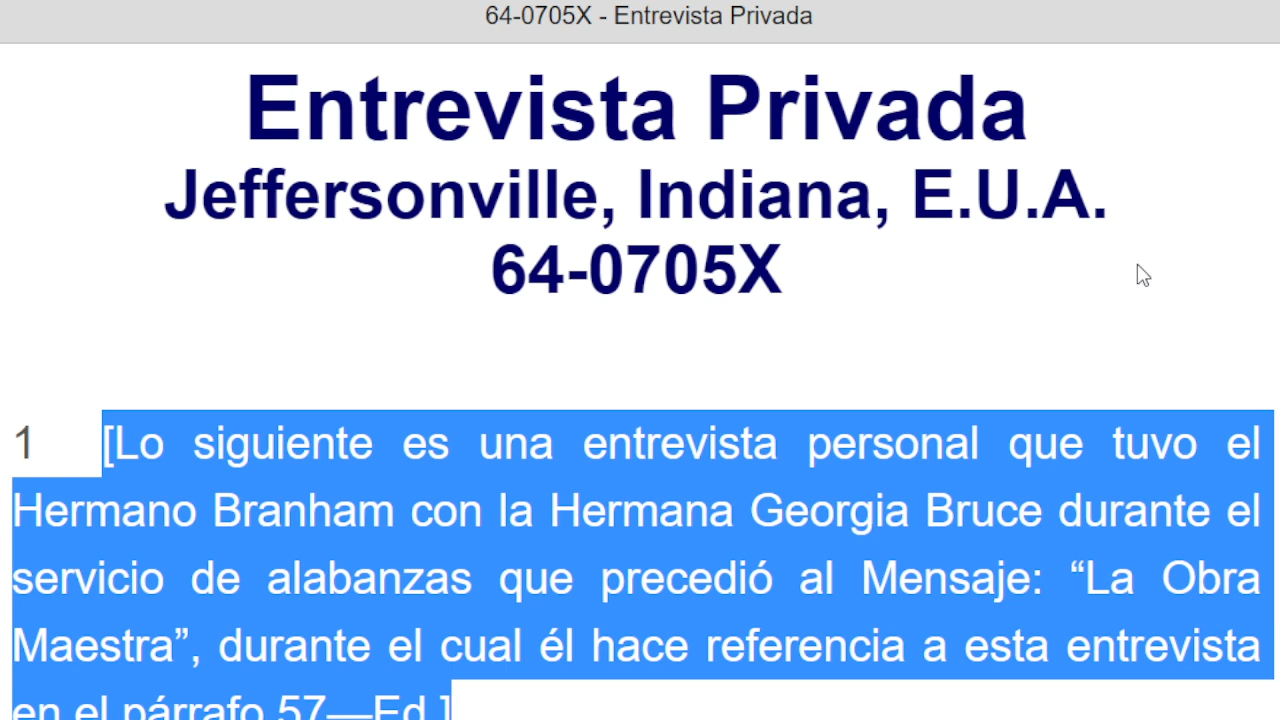 64-0705X - Entrevista Privada
Entrevista Privada
Jeffersonville, Indiana, E.U.A.
64-0705X
1 [Lo siguiente es una entrevista personal que tuvo el
Hermano Branham con la Hermana Georgia Bruce durante el
servicio de alabanzas que precedió al Mensaje: “La Obra
Maestra”, durante el cual él hace referencia a esta entrevista
en el párrafo 57—Ed.]